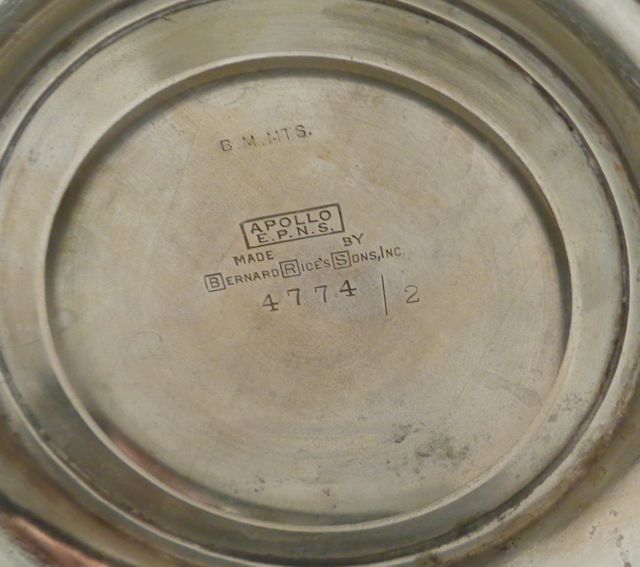 B.M.MTS.
APOLLO
E.P.N.S.
MADE BY
BERNARD RICE'S SONS, INC.
4774 | 2